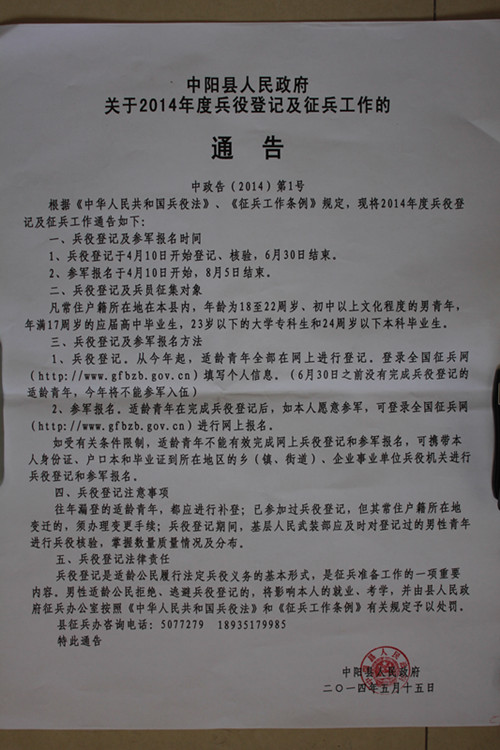 中阳县人民政府
关于2014年度兵役登记及征兵工作的
通 告
中政告(2014)第1号
根据《中华人民共和国兵役法》、《征兵工作条例》规定，现将2014年度兵役登
记及征兵工作通告如下：
一、兵役登记及参军报名时间
1、兵役登记于4月10日开始登记、核验，6月30日结束。
2、参军报名于4月10日开始，8月5日结束。
二、兵役登记及兵员征集对象
凡常住户籍所在地在本县内，年龄为18至22周岁、初中以上文化程度的男青年，
年满17周岁的应届高中毕业生，23岁以下的大学专科生和24周岁以下本科毕业生。
三、兵役登记及参军报名方法
1、兵役登记。从今年起，适龄青年全部在网上进行登记。登录全国征兵网
(http://www.gfbzb.gov.cn)填写个人信息。(6月30日之前没有完成兵役登记的
适龄青年，今年将不能参军入伍)
2、参军报名。适龄青年在完成兵役登记后，如本人愿意参军，可登录全国征兵网
(http://www.gfbzb.gov.cn)进行网上报名。
如受有关条件限制，适龄青年不能有效完成网上兵役登记和参军报名，可携带本
人身份证、户口本和毕业证到所在地区的乡（镇、街道）、企业事业单位兵役机关进行
兵役登记和参军报名。
四、兵役登记注意事项
往年漏登的适龄青年，都应进行补登；已参加过兵役登记，但其常住户籍所在地
变迁的，须办理变更手续；兵役登记期间，基层人民武装部应及时对登记过的男性青年
进行兵役核验，掌握数量质量情况及分布。
五、兵役登记法律责任
兵役登记是适龄公民履行法定兵役义务的基本形式，是征兵准备工作的一项重要
内容。男性适龄公民拒绝、逃避兵役登记的，将影响本人的就业、考学，并由县人民政
府征兵办公室按照《中华人民共和国兵役法》和《征兵工作条例》有关规定予以处罚。
县征兵办咨询电话：5077279 18935179985
特此通告
中阳县人民政府
二〇一四年五月十五日